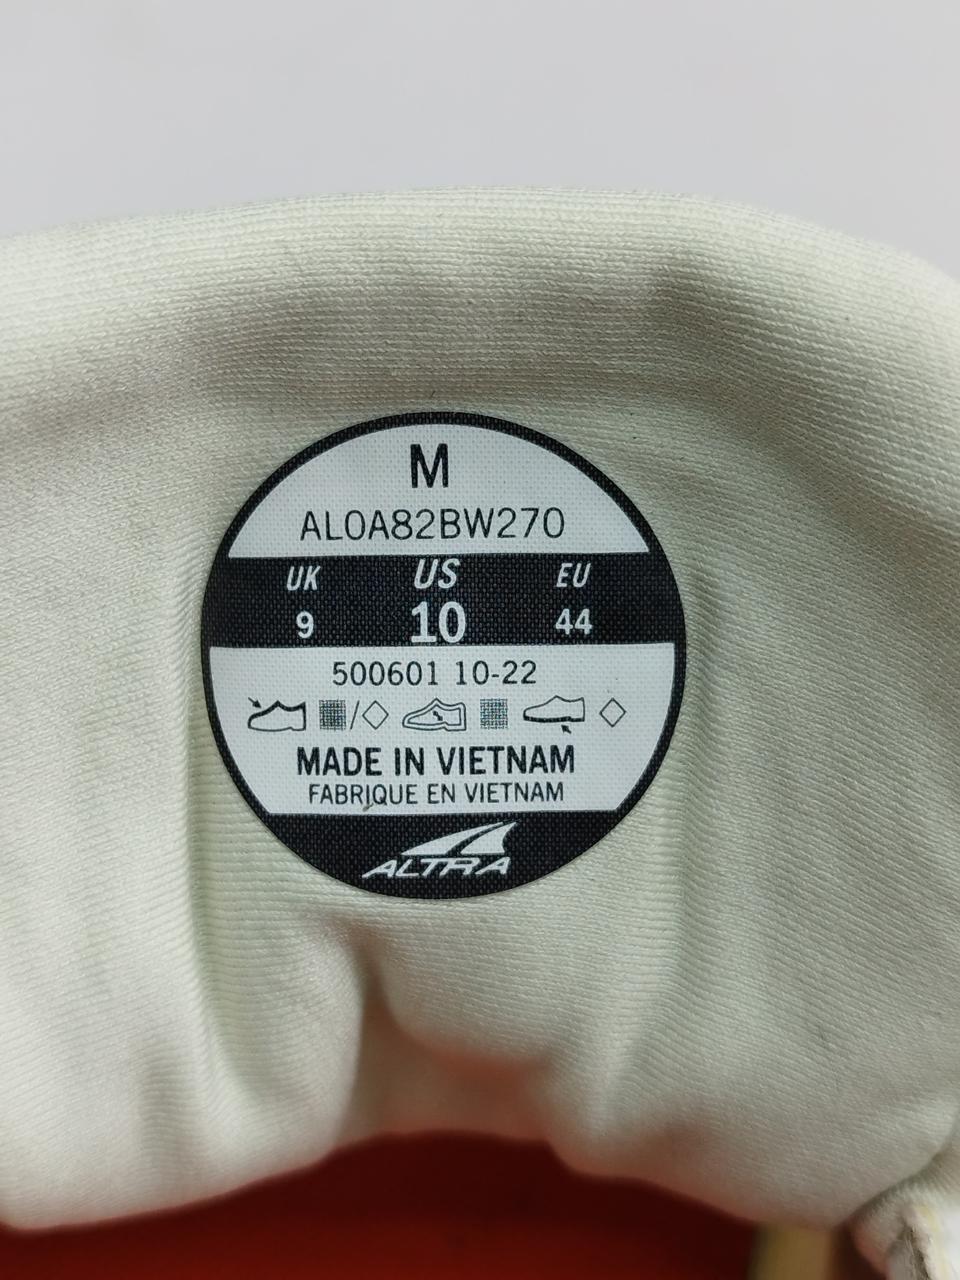 M
AL0A82BW270
UK US EU
9 10 44
500601 10-22
/
MADE IN VIETNAM
FABRIQUE EN VIETNAM
ALTRA